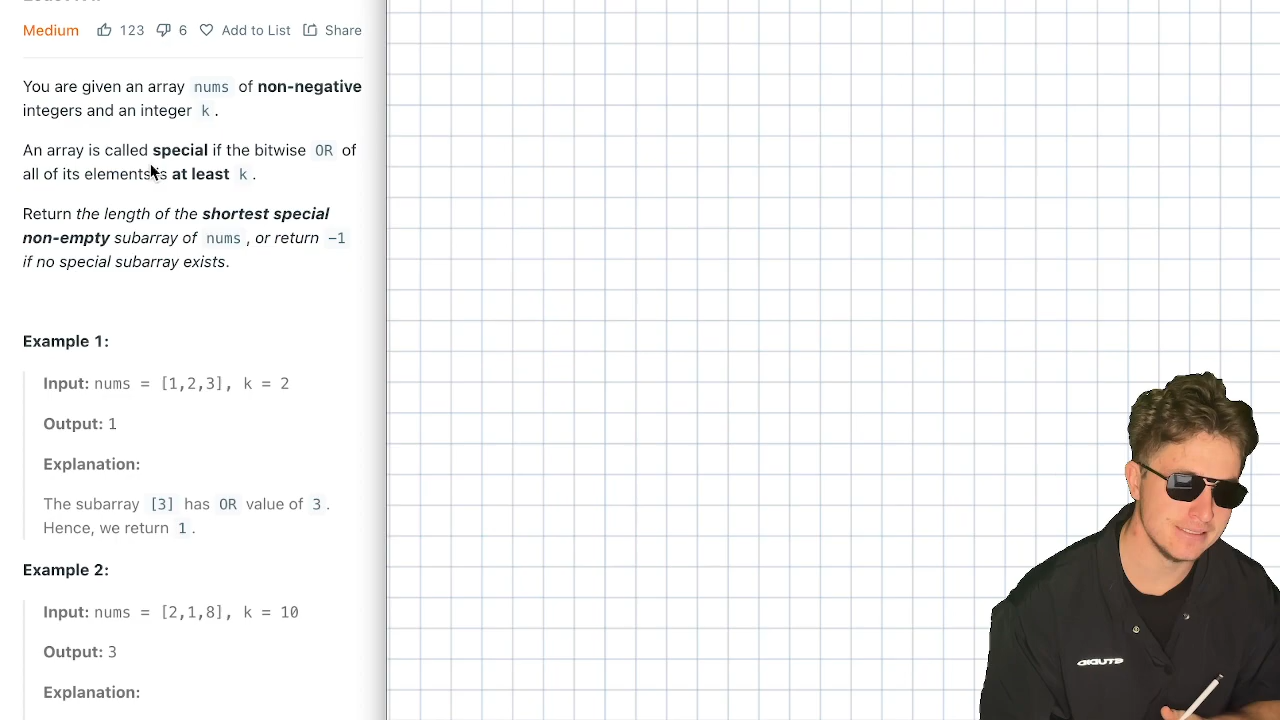 Medium 123 6 Add to List Share
You are given an array nums of non-negative
integers and an integer k.
An array is called special if the bitwise OR of
all of its elements is at least k.
Return the length of the shortest special
non-empty subarray of nums, or return -1
if no special subarray exists.
Example 1:
Input: nums = [1,2,3], k = 2
Output: 1
Explanation:
The subarray [3] has OR value of 3.
Hence, we return 1.
Example 2:
Input: nums = [2,1,8], k = 10
Output: 3
Explanation: